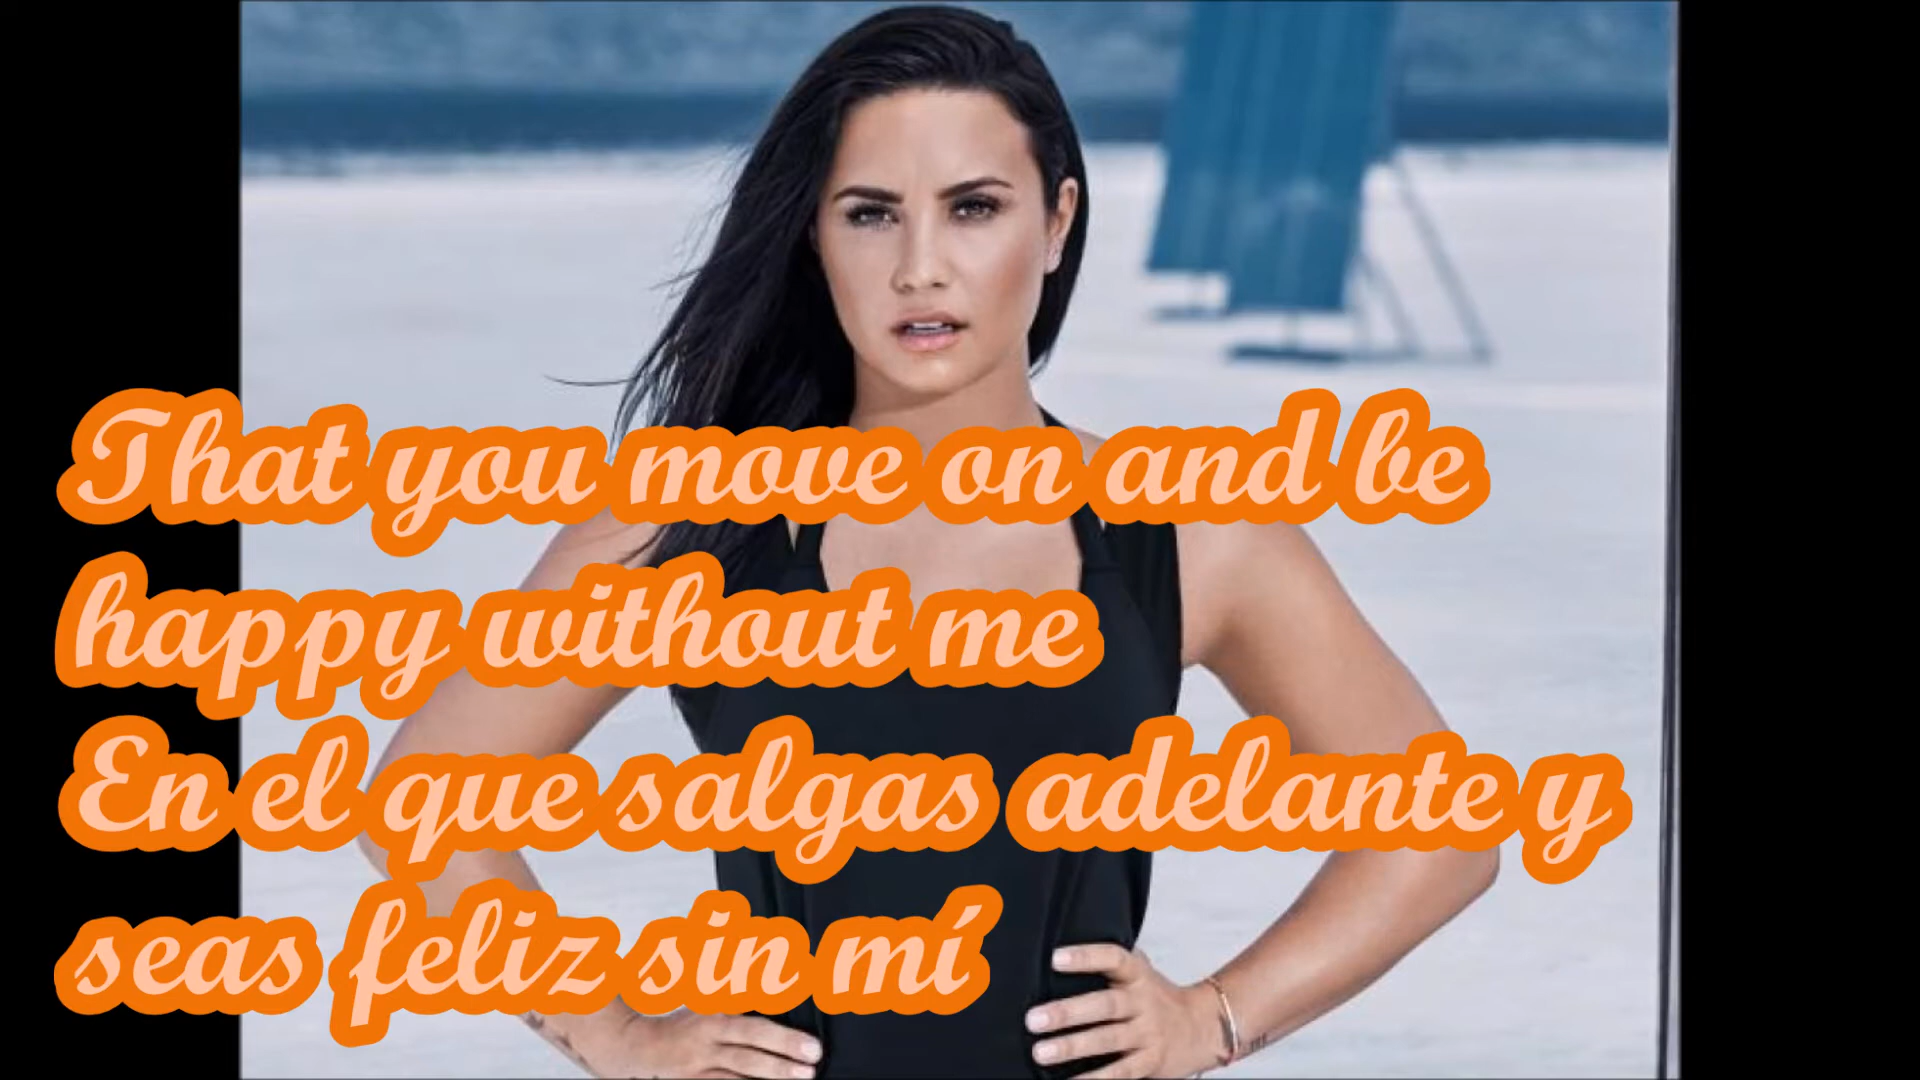 That you move on and be
happy without me
En el que salgas adelante y
seas feliz sin mí